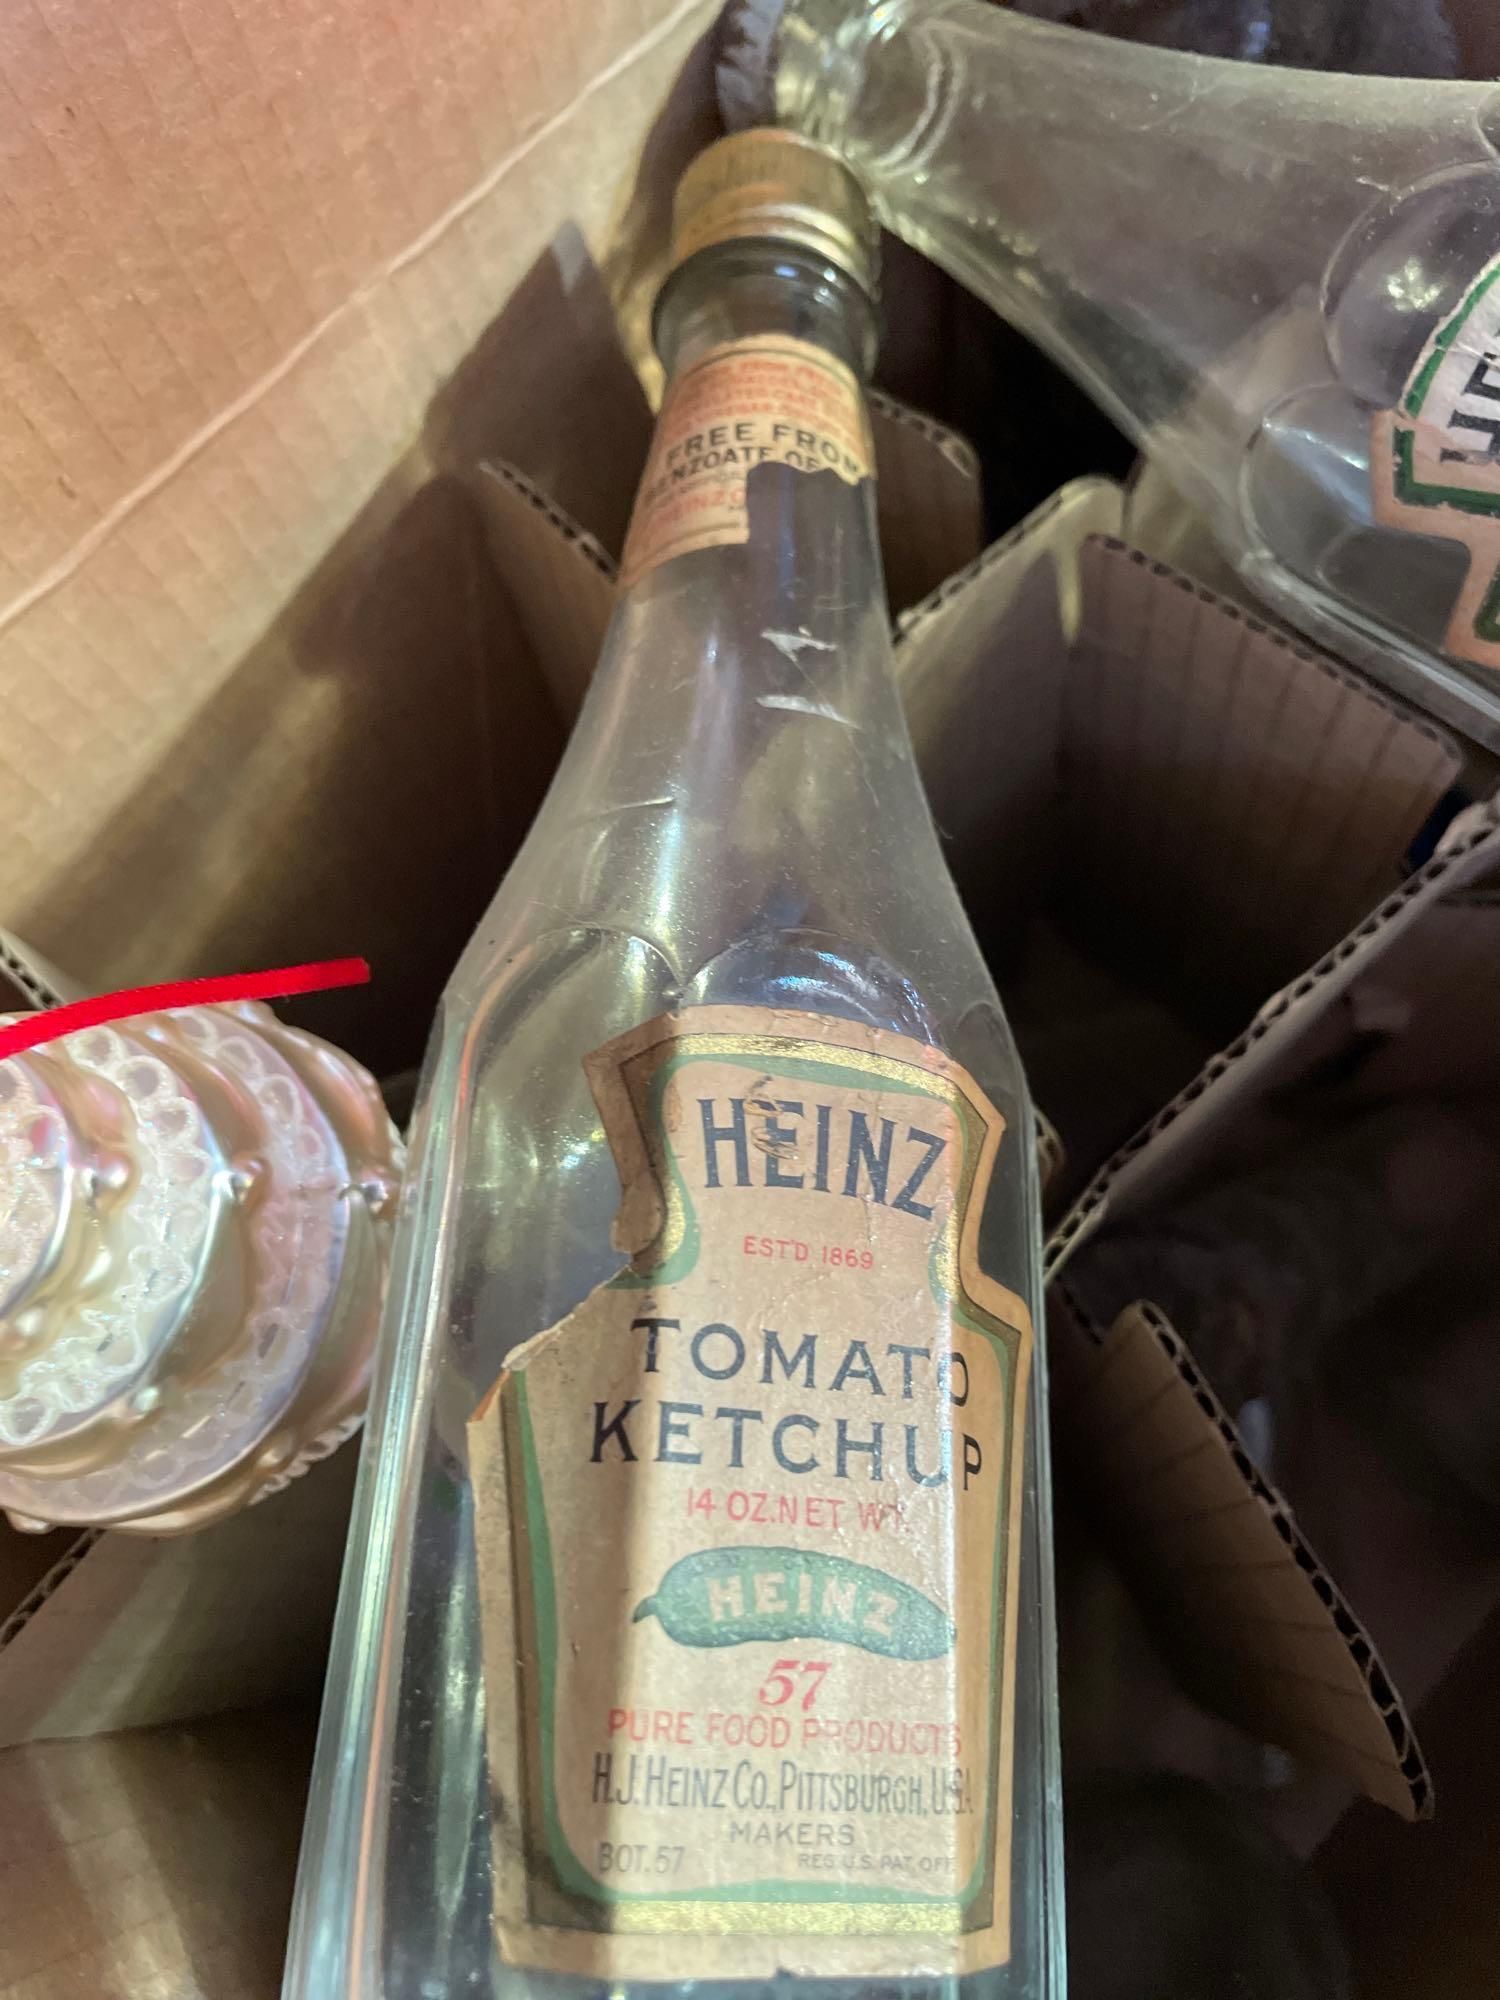 FREE FROM
HEINZ
EST'D 1869
TOMATO
KETCHUP
14 OZ. NET WT.
HEINZ
57
PURE FOOD PRODUCTS
H.J. HEINZ CO., PITTSBURGH, U.S.A.
MAKERS
BOT. 57 REG. U.S. PAT. OFF.
HE